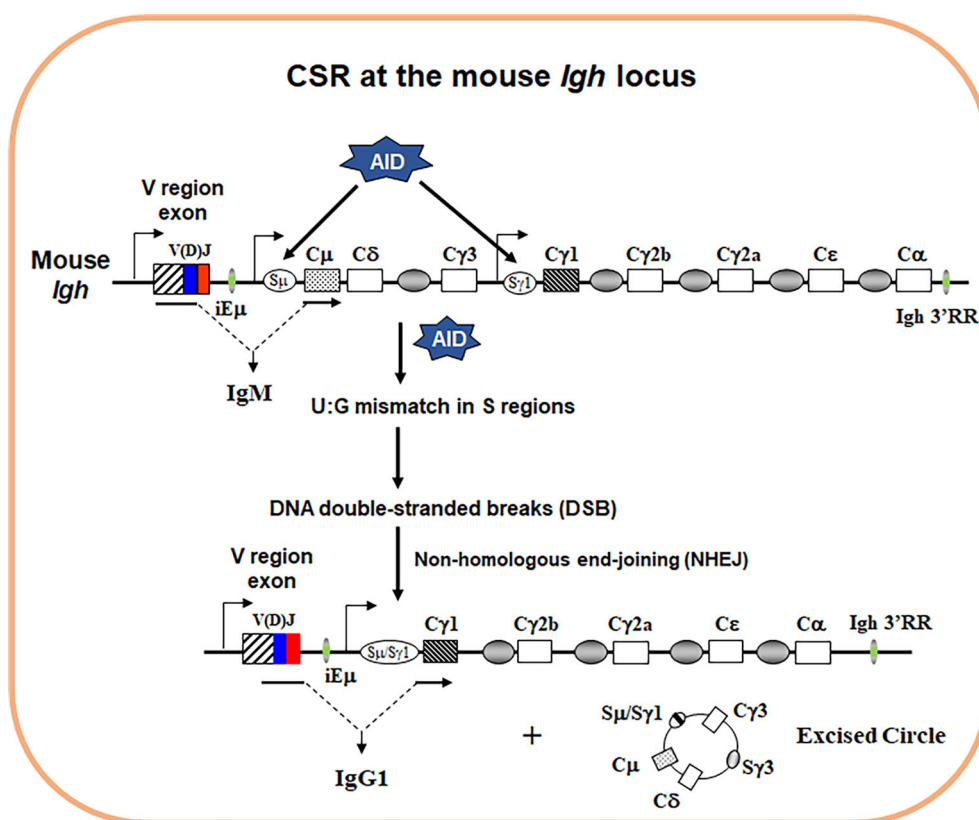 CSR at the mouse Igh locus
AID
V region
exon
V(D)J
Cμ Cδ Cγ3 Cγ1 Cγ2b Cγ2a Cε Cα
Mouse
Igh
Sμ Sγ1
iEμ
Igh 3'RR
IgM
AID
U:G mismatch in S regions
DNA double-stranded breaks (DSB)
Non-homologous end-joining (NHEJ)
V region
exon
V(D)J
Cγ1 Cγ2b Cγ2a Cε Cα Igh 3'RR
Sμ/Sγ1
iEμ
IgG1
+
Sμ/Sγ1 Cγ3
Excised Circle
Cμ Sγ3
Cδ